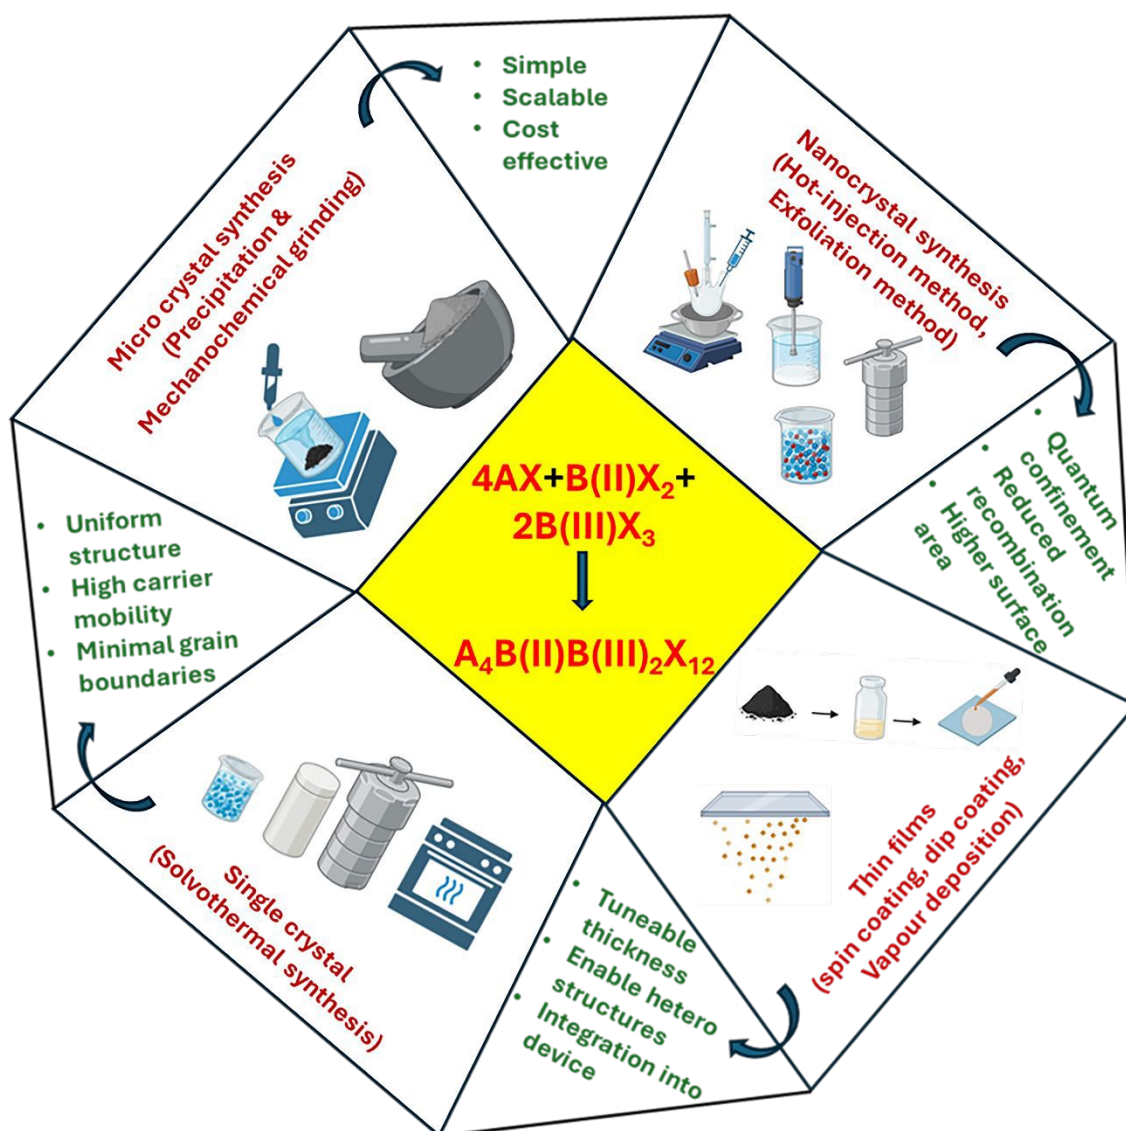 • Simple
• Scalable
• Cost
effective
Micro crystal synthesis
(Precipitation &
Mechanochemical grinding)
Nanocrystal synthesis
(Hot-injection method,
Exfoliation method)
• Quantum
confinement
• Reduced
recombination
• Higher surface
area
4AX+B(II)X₂+
2B(III)X₃
A₄B(II)B(III)₂X₁₂
• Uniform
structure
• High carrier
mobility
• Minimal grain
boundaries
Single crystal
(Solvothermal synthesis)
• Tuneable
thickness
• Enable hetero
structures
• Integration into
device
Thin films
(spin coating, dip coating,
Vapour deposition)